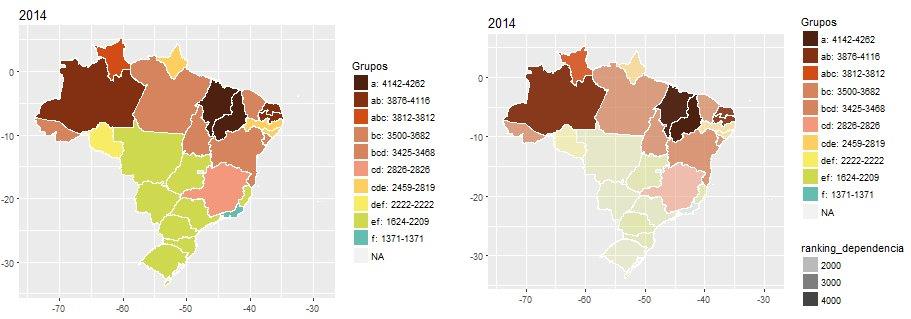 2014
0
-10
-20
-30
-70
-60
-50
-40
-30
Grupos
a: 4142-4262
ab: 3876-4116
abc: 3812-3812
bc: 3500-3682
bcd: 3425-3468
cd: 2826-2826
cde: 2459-2819
def: 2222-2222
ef: 1624-2209
f: 1371-1371
NA
2014
0
-10
-20
-30
-70
-60
-50
-40
-30
Grupos
a: 4142-4262
ab: 3876-4116
abc: 3812-3812
bc: 3500-3682
bcd: 3425-3468
cd: 2826-2826
cde: 2459-2819
def: 2222-2222
ef: 1624-2209
f: 1371-1371
NA
ranking_dependencia
2000
3000
4000